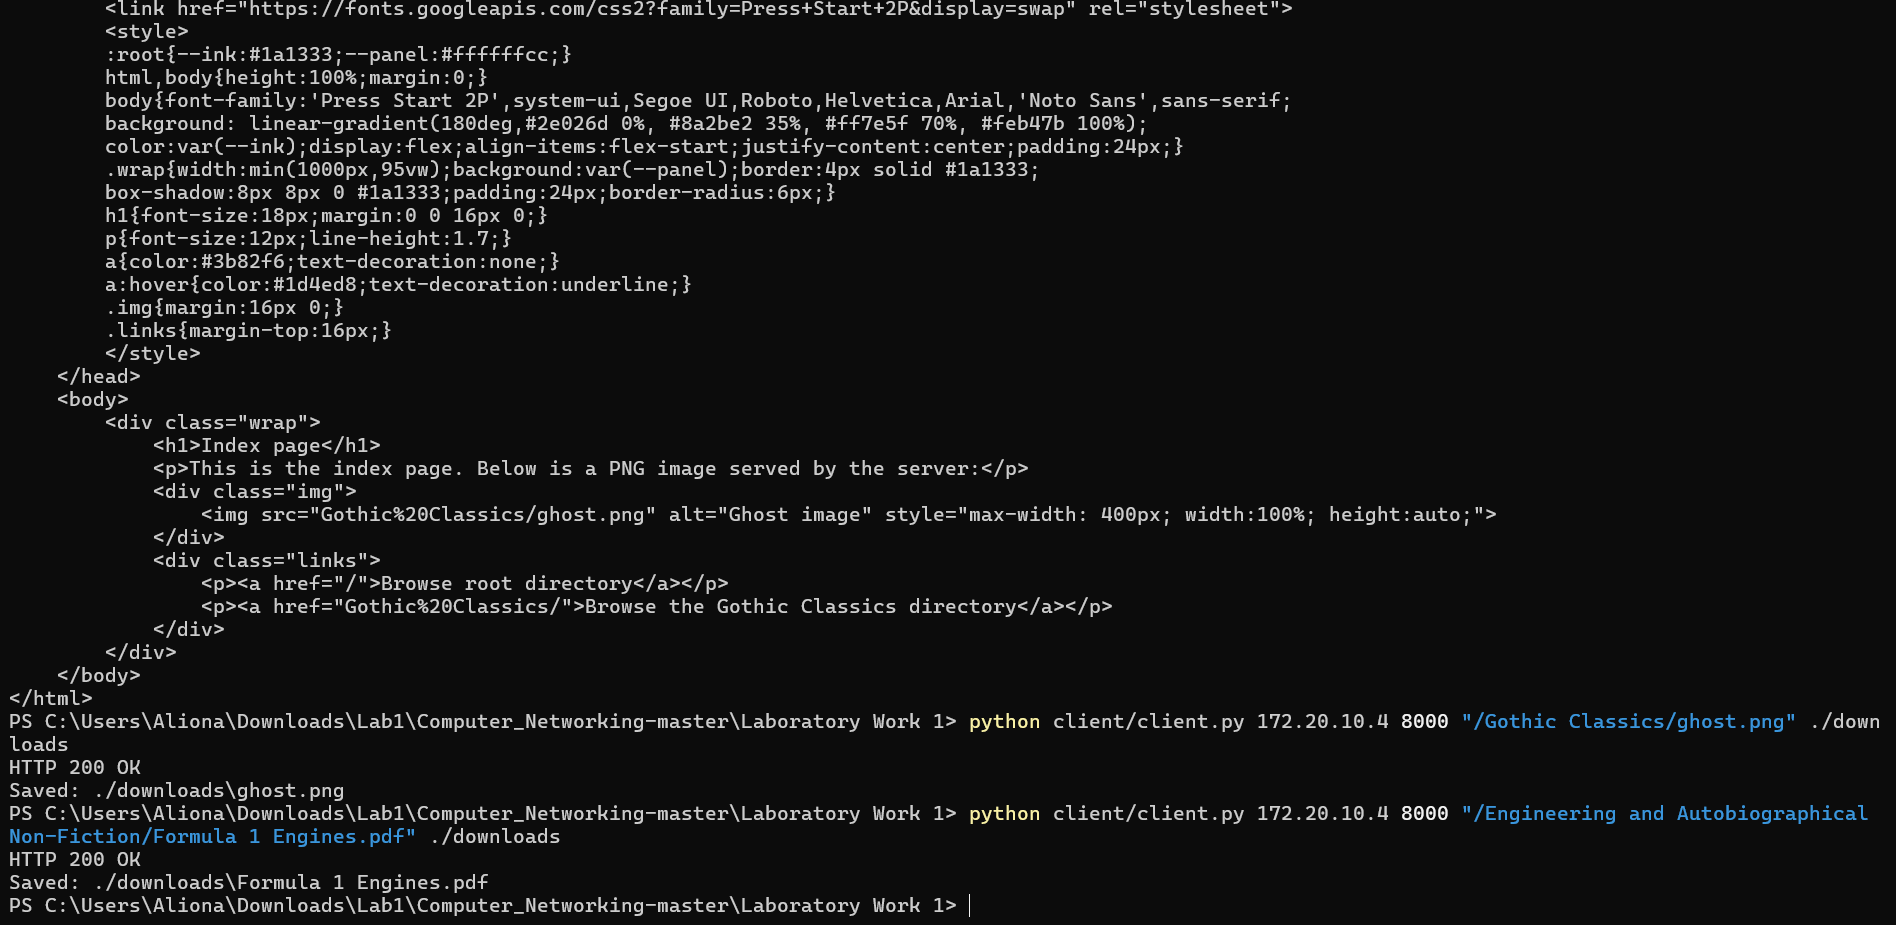 <link href="https://fonts.googleapis.com/css2?family=Press+Start+2P&display=swap" rel="stylesheet">
<style>
:root{--ink:#1a1333;--panel:#ffffffcc;}
html,body{height:100%;margin:0;}
body{font-family:'Press Start 2P',system-ui,Segoe UI,Roboto,Helvetica,Arial,'Noto Sans',sans-serif;
background: linear-gradient(180deg,#2e026d 0%, #8a2be2 35%, #ff7e5f 70%, #feb47b 100%);
color:var(--ink);display:flex;align-items:flex-start;justify-content:center;padding:24px;}
.wrap{width:min(1000px,95vw);background:var(--panel);border:4px solid #1a1333;
box-shadow:8px 8px 0 #1a1333;padding:24px;border-radius:6px;}
h1{font-size:18px;margin:0 0 16px 0;}
p{font-size:12px;line-height:1.7;}
a{color:#3b82f6;text-decoration:none;}
a:hover{color:#1d4ed8;text-decoration:underline;}
.img{margin:16px 0;}
.links{margin-top:16px;}
</style>
</head>
<body>
<div class="wrap">
<h1>Index page</h1>
<p>This is the index page. Below is a PNG image served by the server:</p>
<div class="img">
<img src="Gothic%20Classics/ghost.png" alt="Ghost image" style="max-width: 400px; width:100%; height:auto;">
</div>
<div class="links">
<p><a href="/">Browse root directory</a></p>
<p><a href="Gothic%20Classics/">Browse the Gothic Classics directory</a></p>
</div>
</div>
</body>
</html>
PS C:\Users\Aliona\Downloads\Lab1\Computer_Networking-master\Laboratory Work 1> python client/client.py 172.20.10.4 8000 "/Gothic Classics/ghost.png" ./down
loads
HTTP 200 OK
Saved: ./downloads\ghost.png
PS C:\Users\Aliona\Downloads\Lab1\Computer_Networking-master\Laboratory Work 1> python client/client.py 172.20.10.4 8000 "/Engineering and Autobiographical
Non-Fiction/Formula 1 Engines.pdf" ./downloads
HTTP 200 OK
Saved: ./downloads\Formula 1 Engines.pdf
PS C:\Users\Aliona\Downloads\Lab1\Computer_Networking-master\Laboratory Work 1>